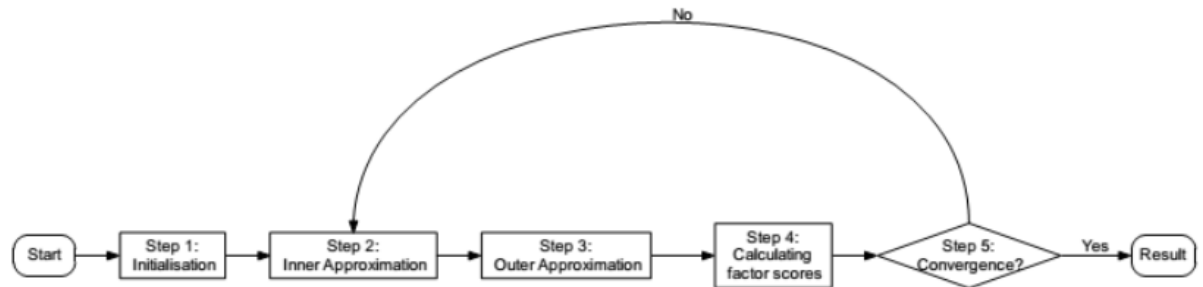 No
Start
Step 1:
Initialisation
Step 2:
Inner Approximation
Step 3:
Outer Approximation
Step 4:
Calculating
factor scores
Step 5:
Convergence?
Yes
Result